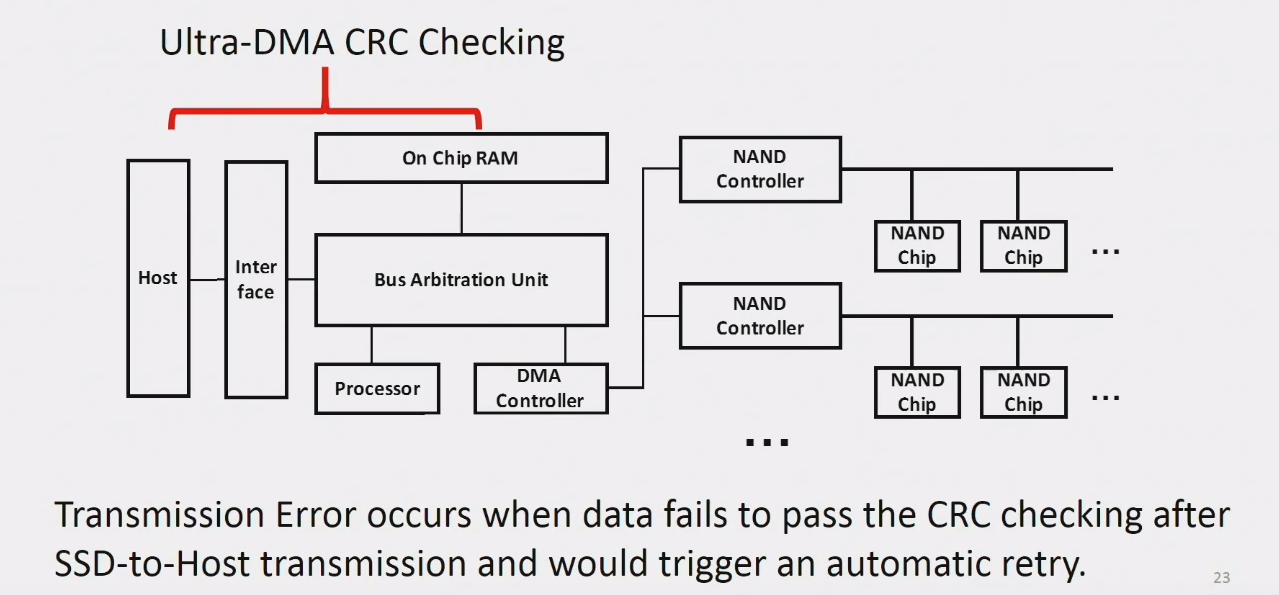 Ultra-DMA CRC Checking
On Chip RAM
Host
Inter
face
Bus Arbitration Unit
Processor
DMA
Controller
NAND
Controller
NAND
Chip
NAND
Chip
...
NAND
Controller
NAND
Chip
NAND
Chip
...
...
Transmission Error occurs when data fails to pass the CRC checking after
SSD-to-Host transmission and would trigger an automatic retry.
23